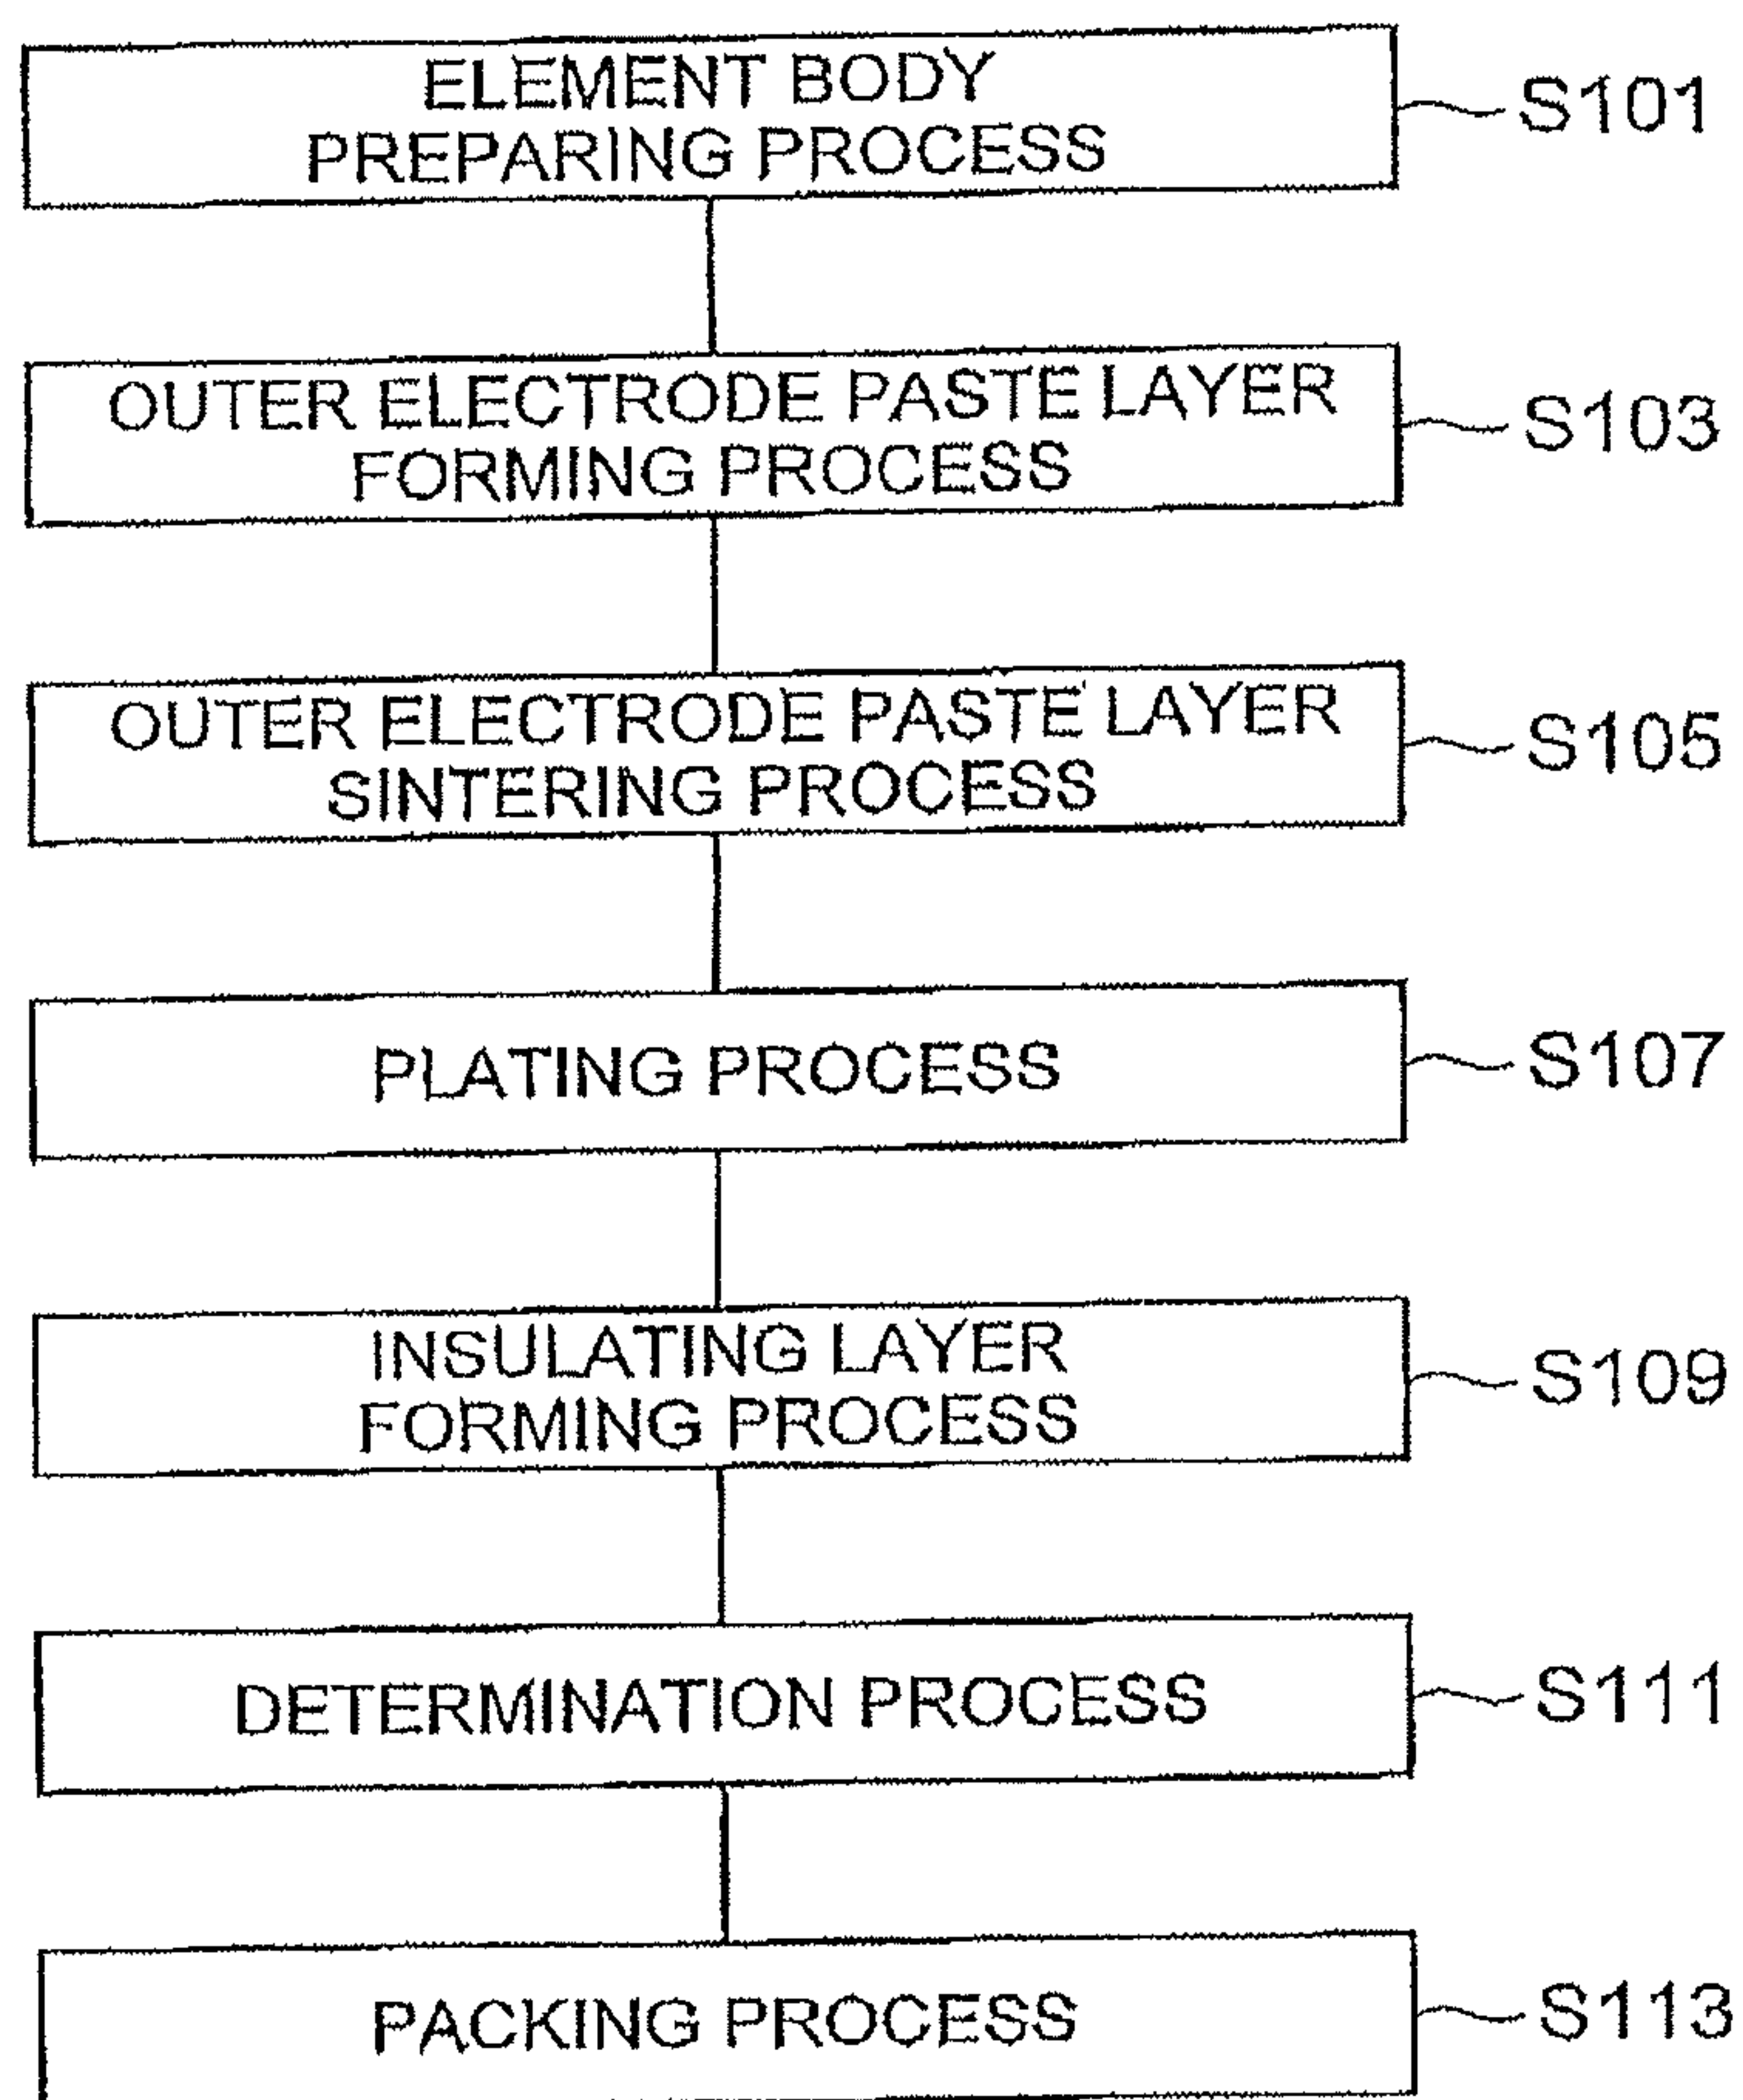 ELEMENT BODY
PREPARING PROCESS
S101
OUTER ELECTRODE PASTE LAYER
FORMING PROCESS
S103
OUTER ELECTRODE PASTE LAYER
SINTERING PROCESS
S105
PLATING PROCESS
S107
INSULATING LAYER
FORMING PROCESS
S109
DETERMINATION PROCESS
S111
PACKING PROCESS
S113